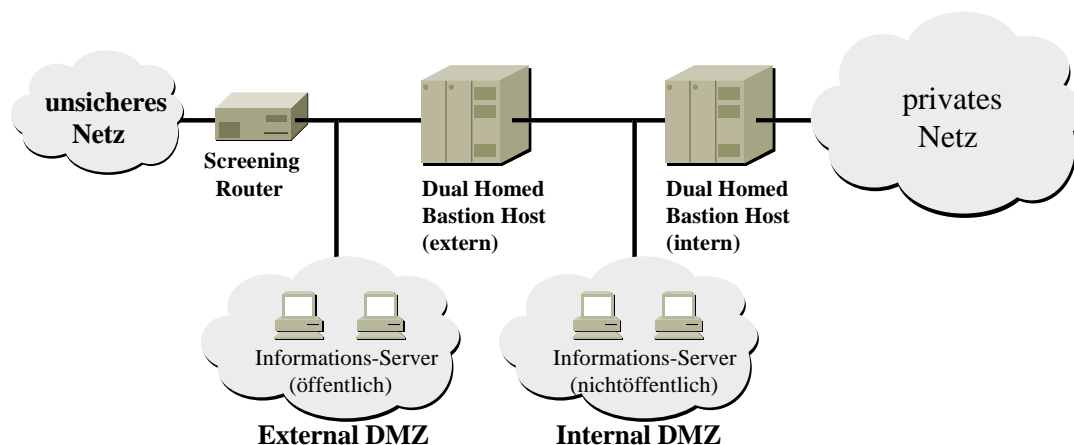 unsicheres
Netz
Screening
Router
Dual Homed
Bastion Host
(extern)
Dual Homed
Bastion Host
(intern)
privates
Netz
Informations-Server
(öffentlich)
External DMZ
Informations-Server
(nichtöffentlich)
Internal DMZ